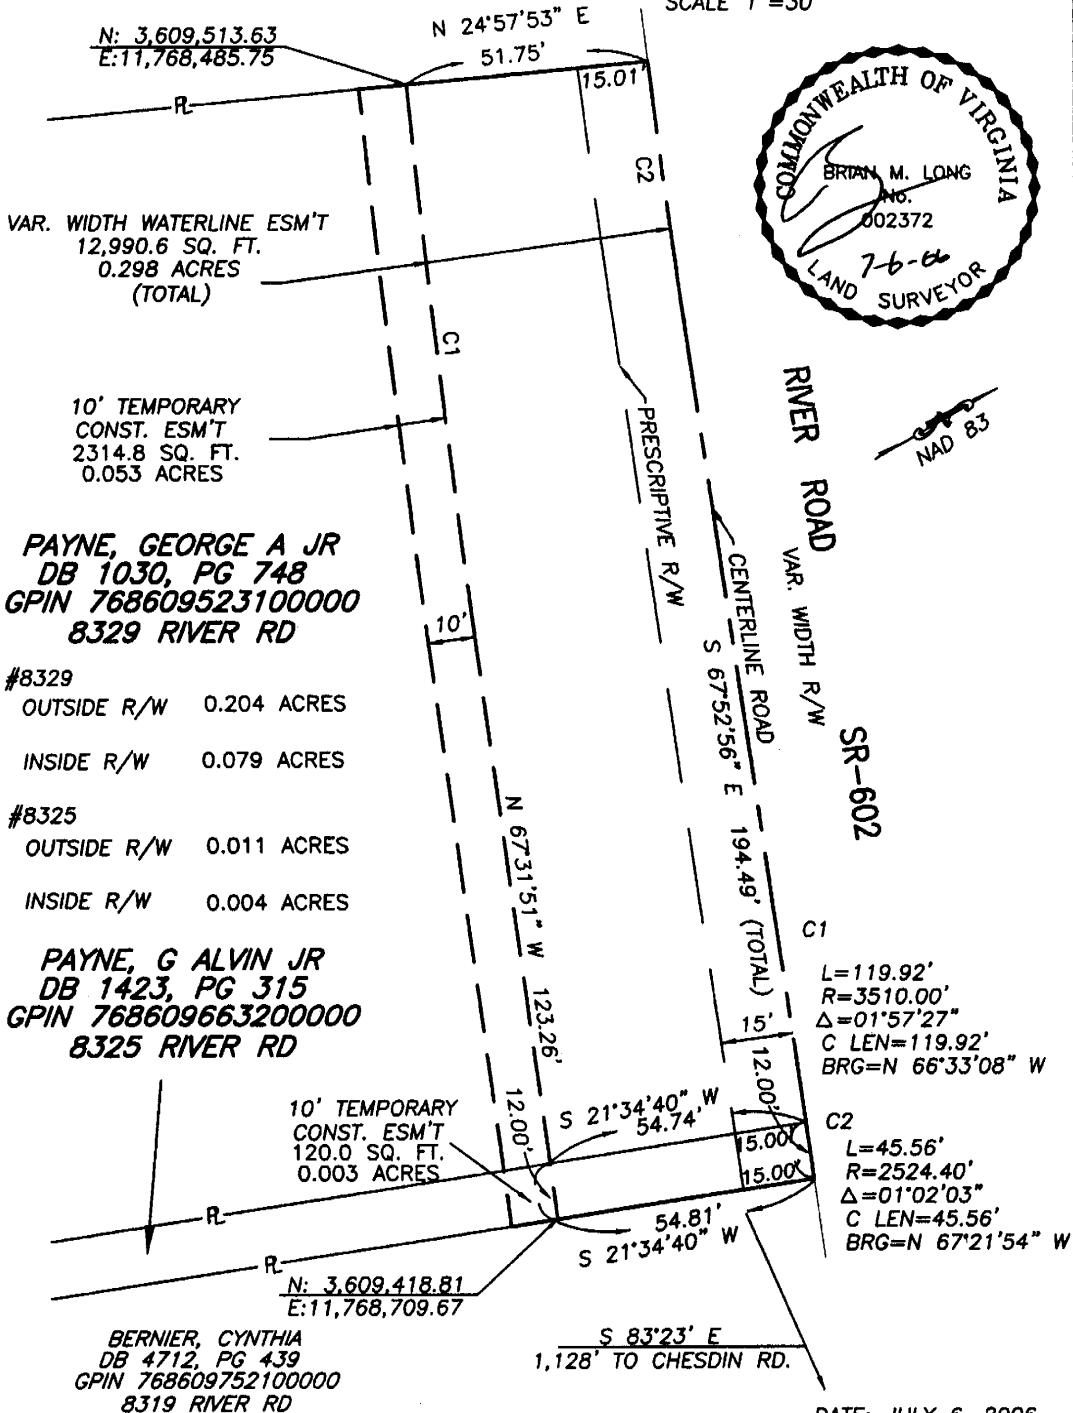 SCALE 1"=30'
N 24°57'53" E
51.75'
15.01'
N: 3,609,513.63
E:11,768,485.75
PL
COMMONWEALTH OF VIRGINIA
BRIAN M. LONG
No.
002372
7-6-06
LAND SURVEYOR
C2
VAR. WIDTH WATERLINE ESM'T
12,990.6 SQ. FT.
0.298 ACRES
(TOTAL)
C1
10' TEMPORARY
CONST. ESM'T
2314.8 SQ. FT.
0.053 ACRES
PRESCRIPTIVE R/W
RIVER ROAD
VAR. WIDTH R/W
SR-602
NAD 83
CENTERLINE ROAD
S 67°52'56" E 194.49' (TOTAL)
PAYNE, GEORGE A JR
DB 1030, PG 748
GPIN 768609523100000
8329 RIVER RD
10'
#8329
OUTSIDE R/W 0.204 ACRES
INSIDE R/W 0.079 ACRES
#8325
OUTSIDE R/W 0.011 ACRES
INSIDE R/W 0.004 ACRES
N 67°31'51" W 123.26'
PAYNE, G ALVIN JR
DB 1423, PG 315
GPIN 768609663200000
8325 RIVER RD
C1
L=119.92'
R=3510.00'
Δ=01°57'27"
C LEN=119.92'
BRG=N 66°33'08" W
15'
12.00'
12.00'
10' TEMPORARY
CONST. ESM'T
120.0 SQ. FT.
0.003 ACRES
S 21°34'40" W
54.74'
15.00'
15.00'
C2
L=45.56'
R=2524.40'
Δ=01°02'03"
C LEN=45.56'
BRG=N 67°21'54" W
PL
54.81'
S 21°34'40" W
PL
N: 3,609,418.81
E:11,768,709.67
S 83°23' E
1,128' TO CHESDIN RD.
BERNIER, CYNTHIA
DB 4712, PG 439
GPIN 768609752100000
8319 RIVER RD
DATE: JULY 6, 2006